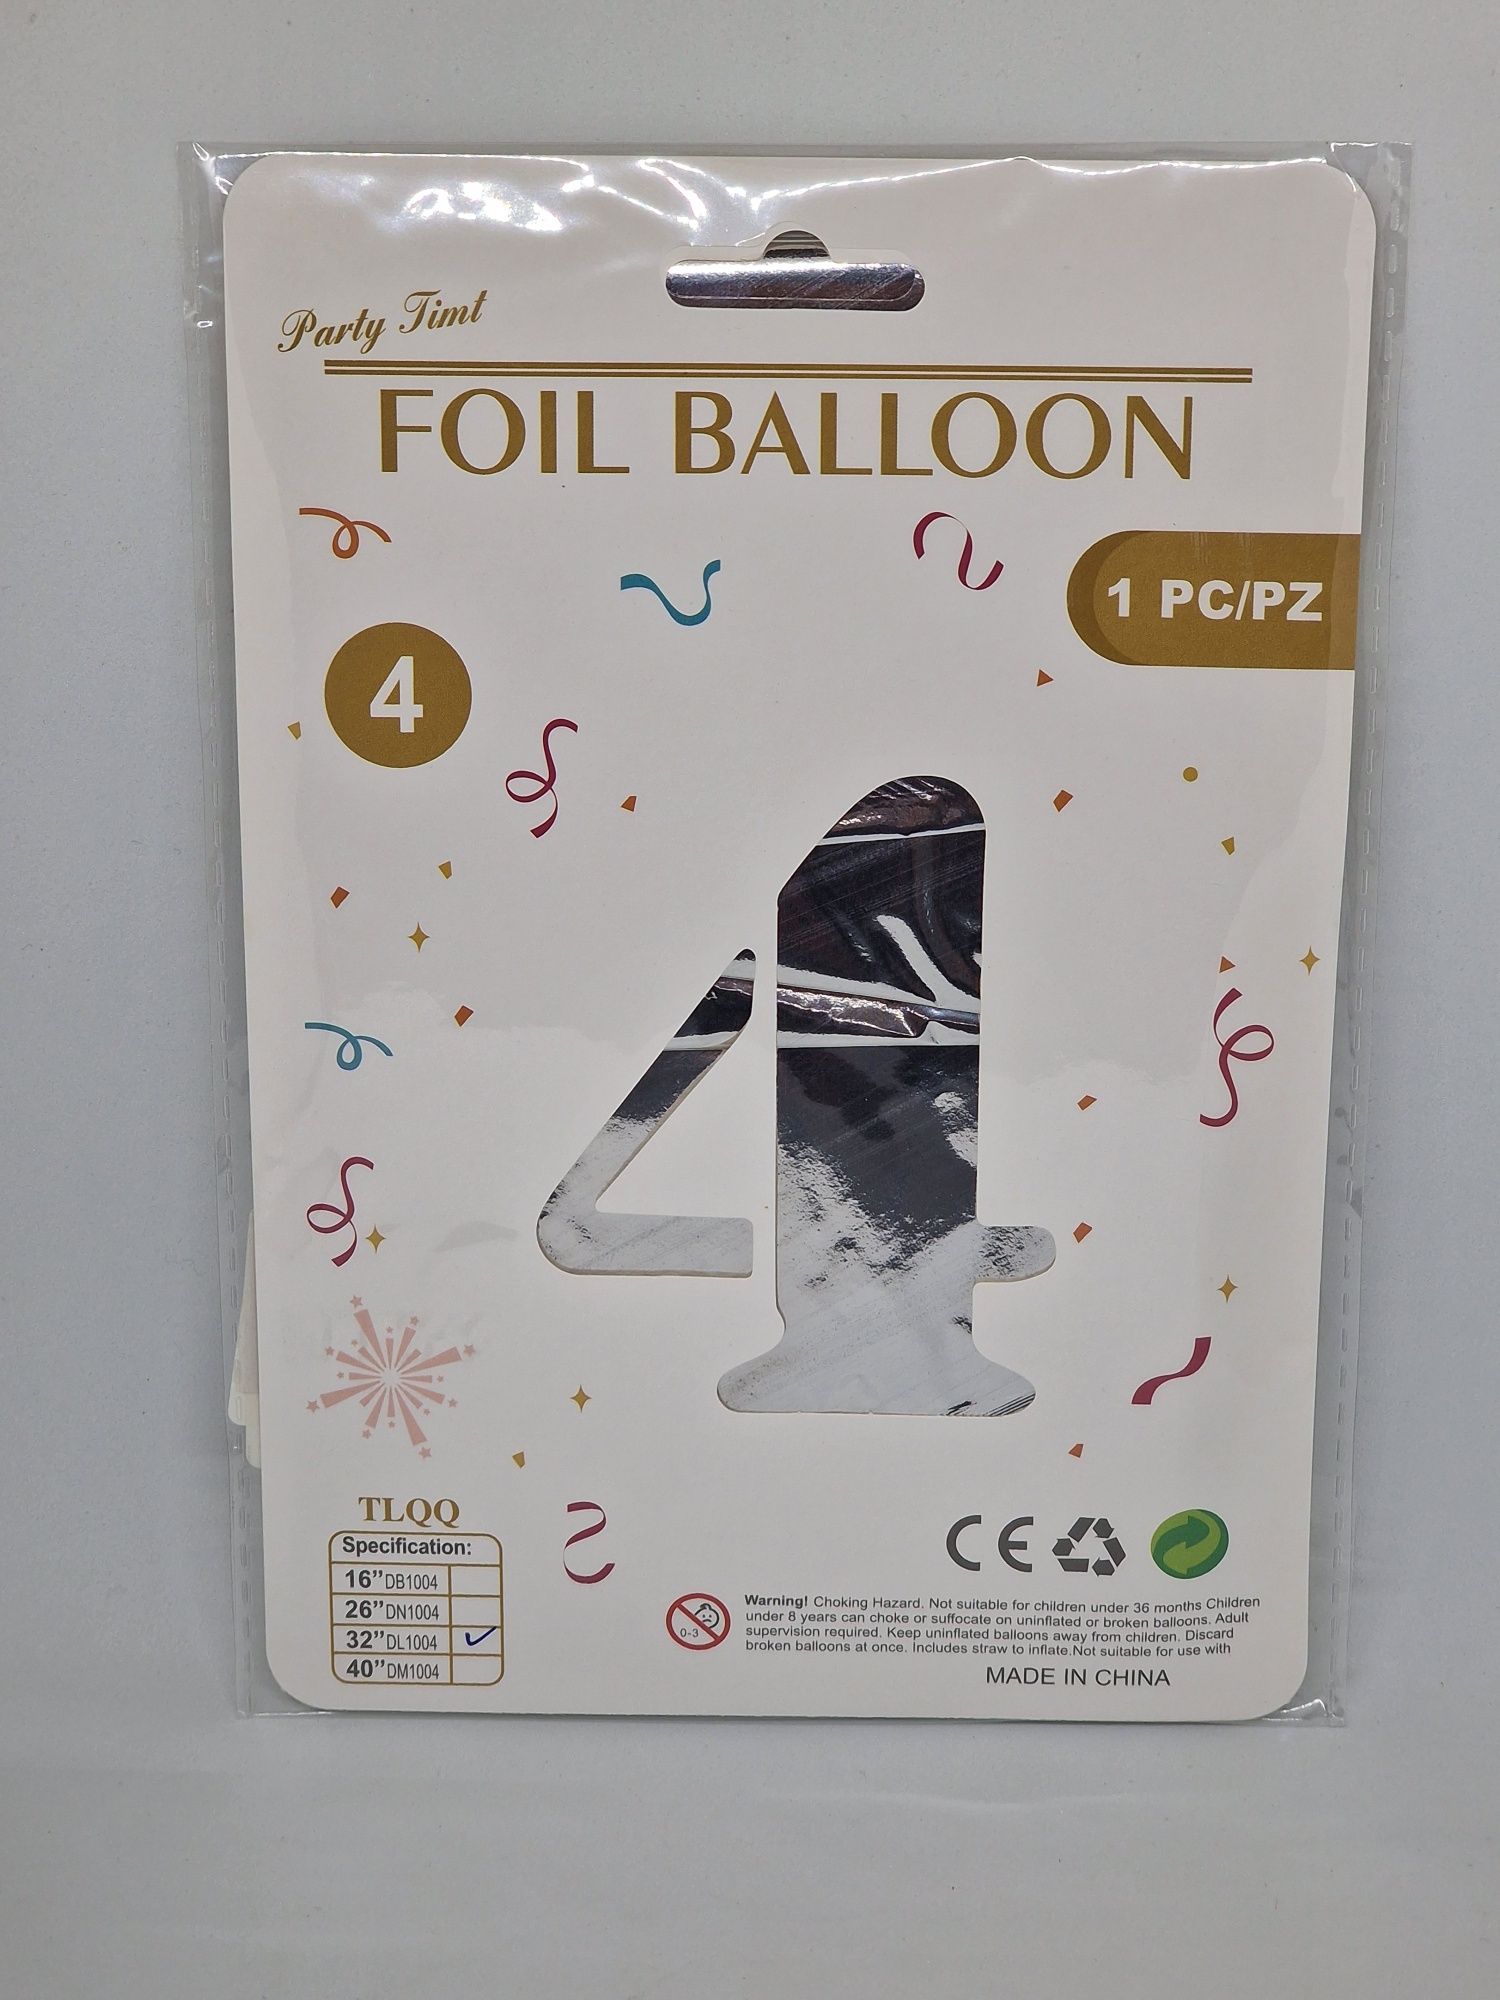 Party Timt
FOIL BALLOON
1 PC/PZ
4
TLQQ
Specification:
16” DB1004
26” DN1004
32” DL1004 ✓
40” DM1004
CE
0-3
Warning! Choking Hazard. Not suitable for children under 36 months Children
under 8 years can choke or suffocate on uninflated or broken balloons. Adult
supervision required. Keep uninflated balloons away from children. Discard
broken balloons at once. Includes straw to inflate.Not suitable for use with
MADE IN CHINA